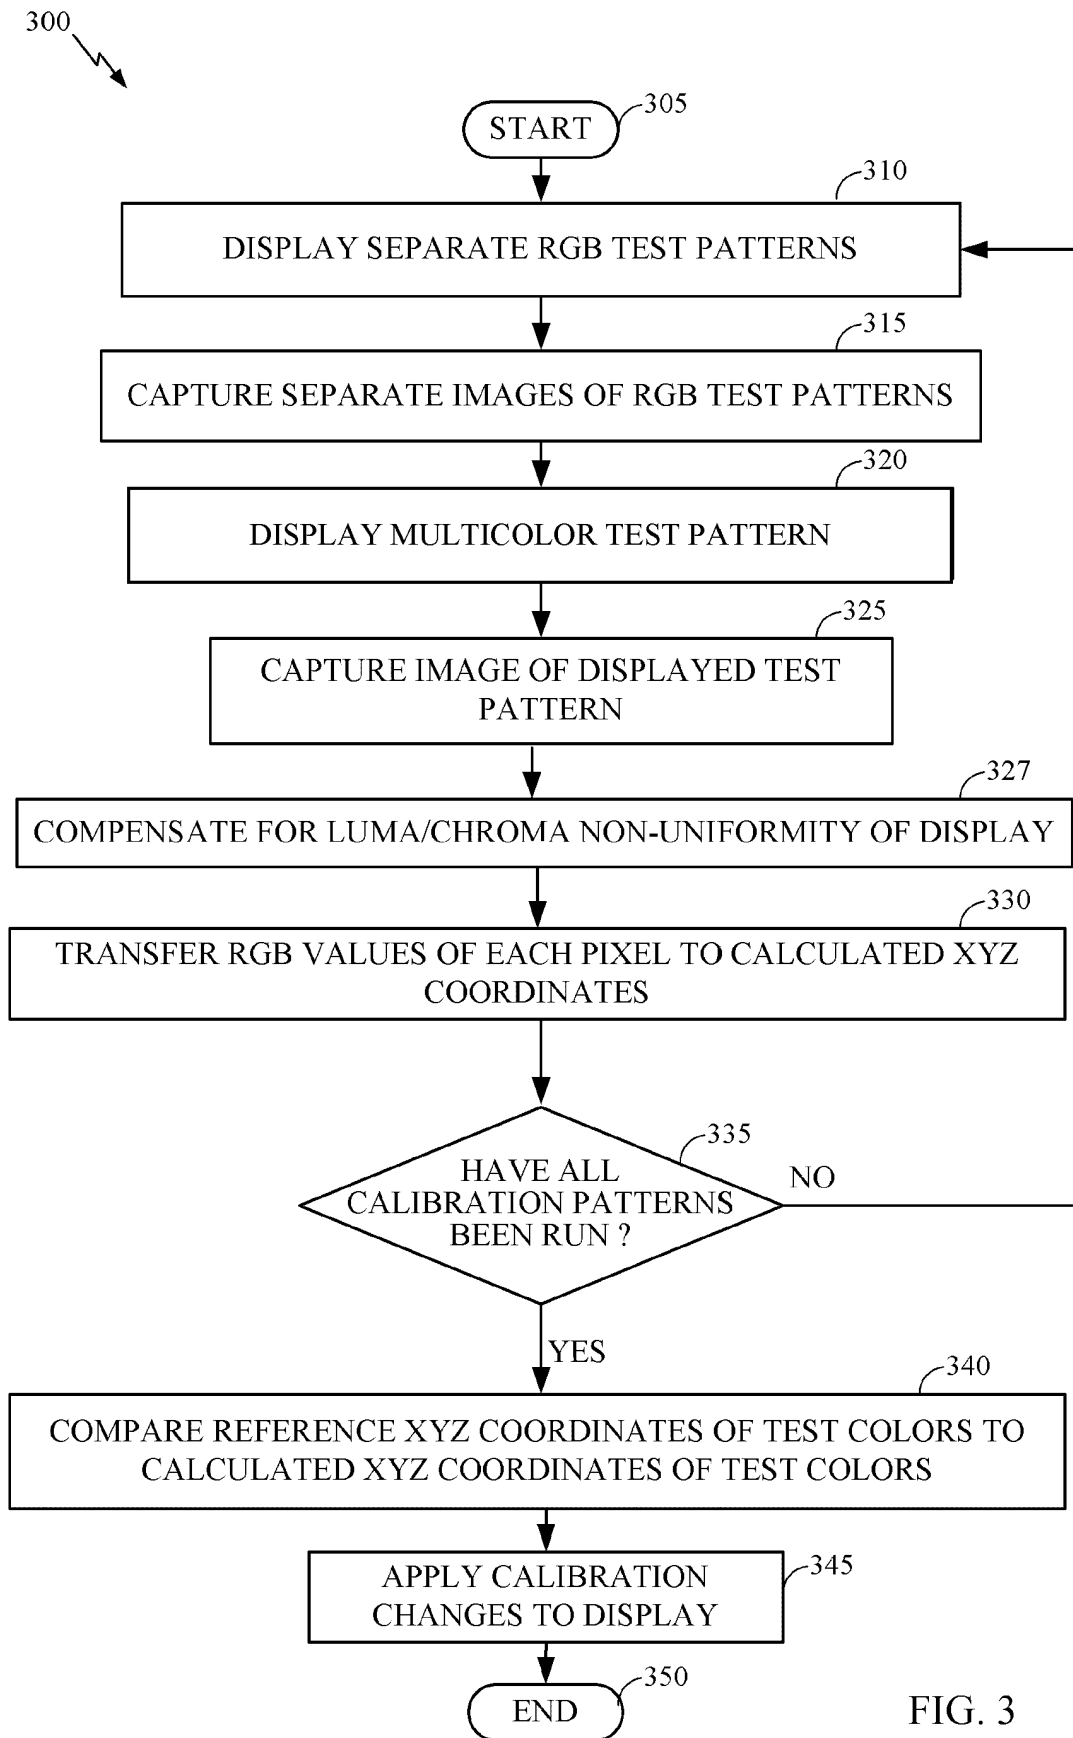 300
START
305
310
DISPLAY SEPARATE RGB TEST PATTERNS
315
CAPTURE SEPARATE IMAGES OF RGB TEST PATTERNS
320
DISPLAY MULTICOLOR TEST PATTERN
325
CAPTURE IMAGE OF DISPLAYED TEST
PATTERN
327
COMPENSATE FOR LUMA/CHROMA NON-UNIFORMITY OF DISPLAY
330
TRANSFER RGB VALUES OF EACH PIXEL TO CALCULATED XYZ
COORDINATES
335
HAVE ALL
CALIBRATION PATTERNS
BEEN RUN ?
NO
YES
340
COMPARE REFERENCE XYZ COORDINATES OF TEST COLORS TO
CALCULATED XYZ COORDINATES OF TEST COLORS
345
APPLY CALIBRATION
CHANGES TO DISPLAY
350
END
FIG. 3